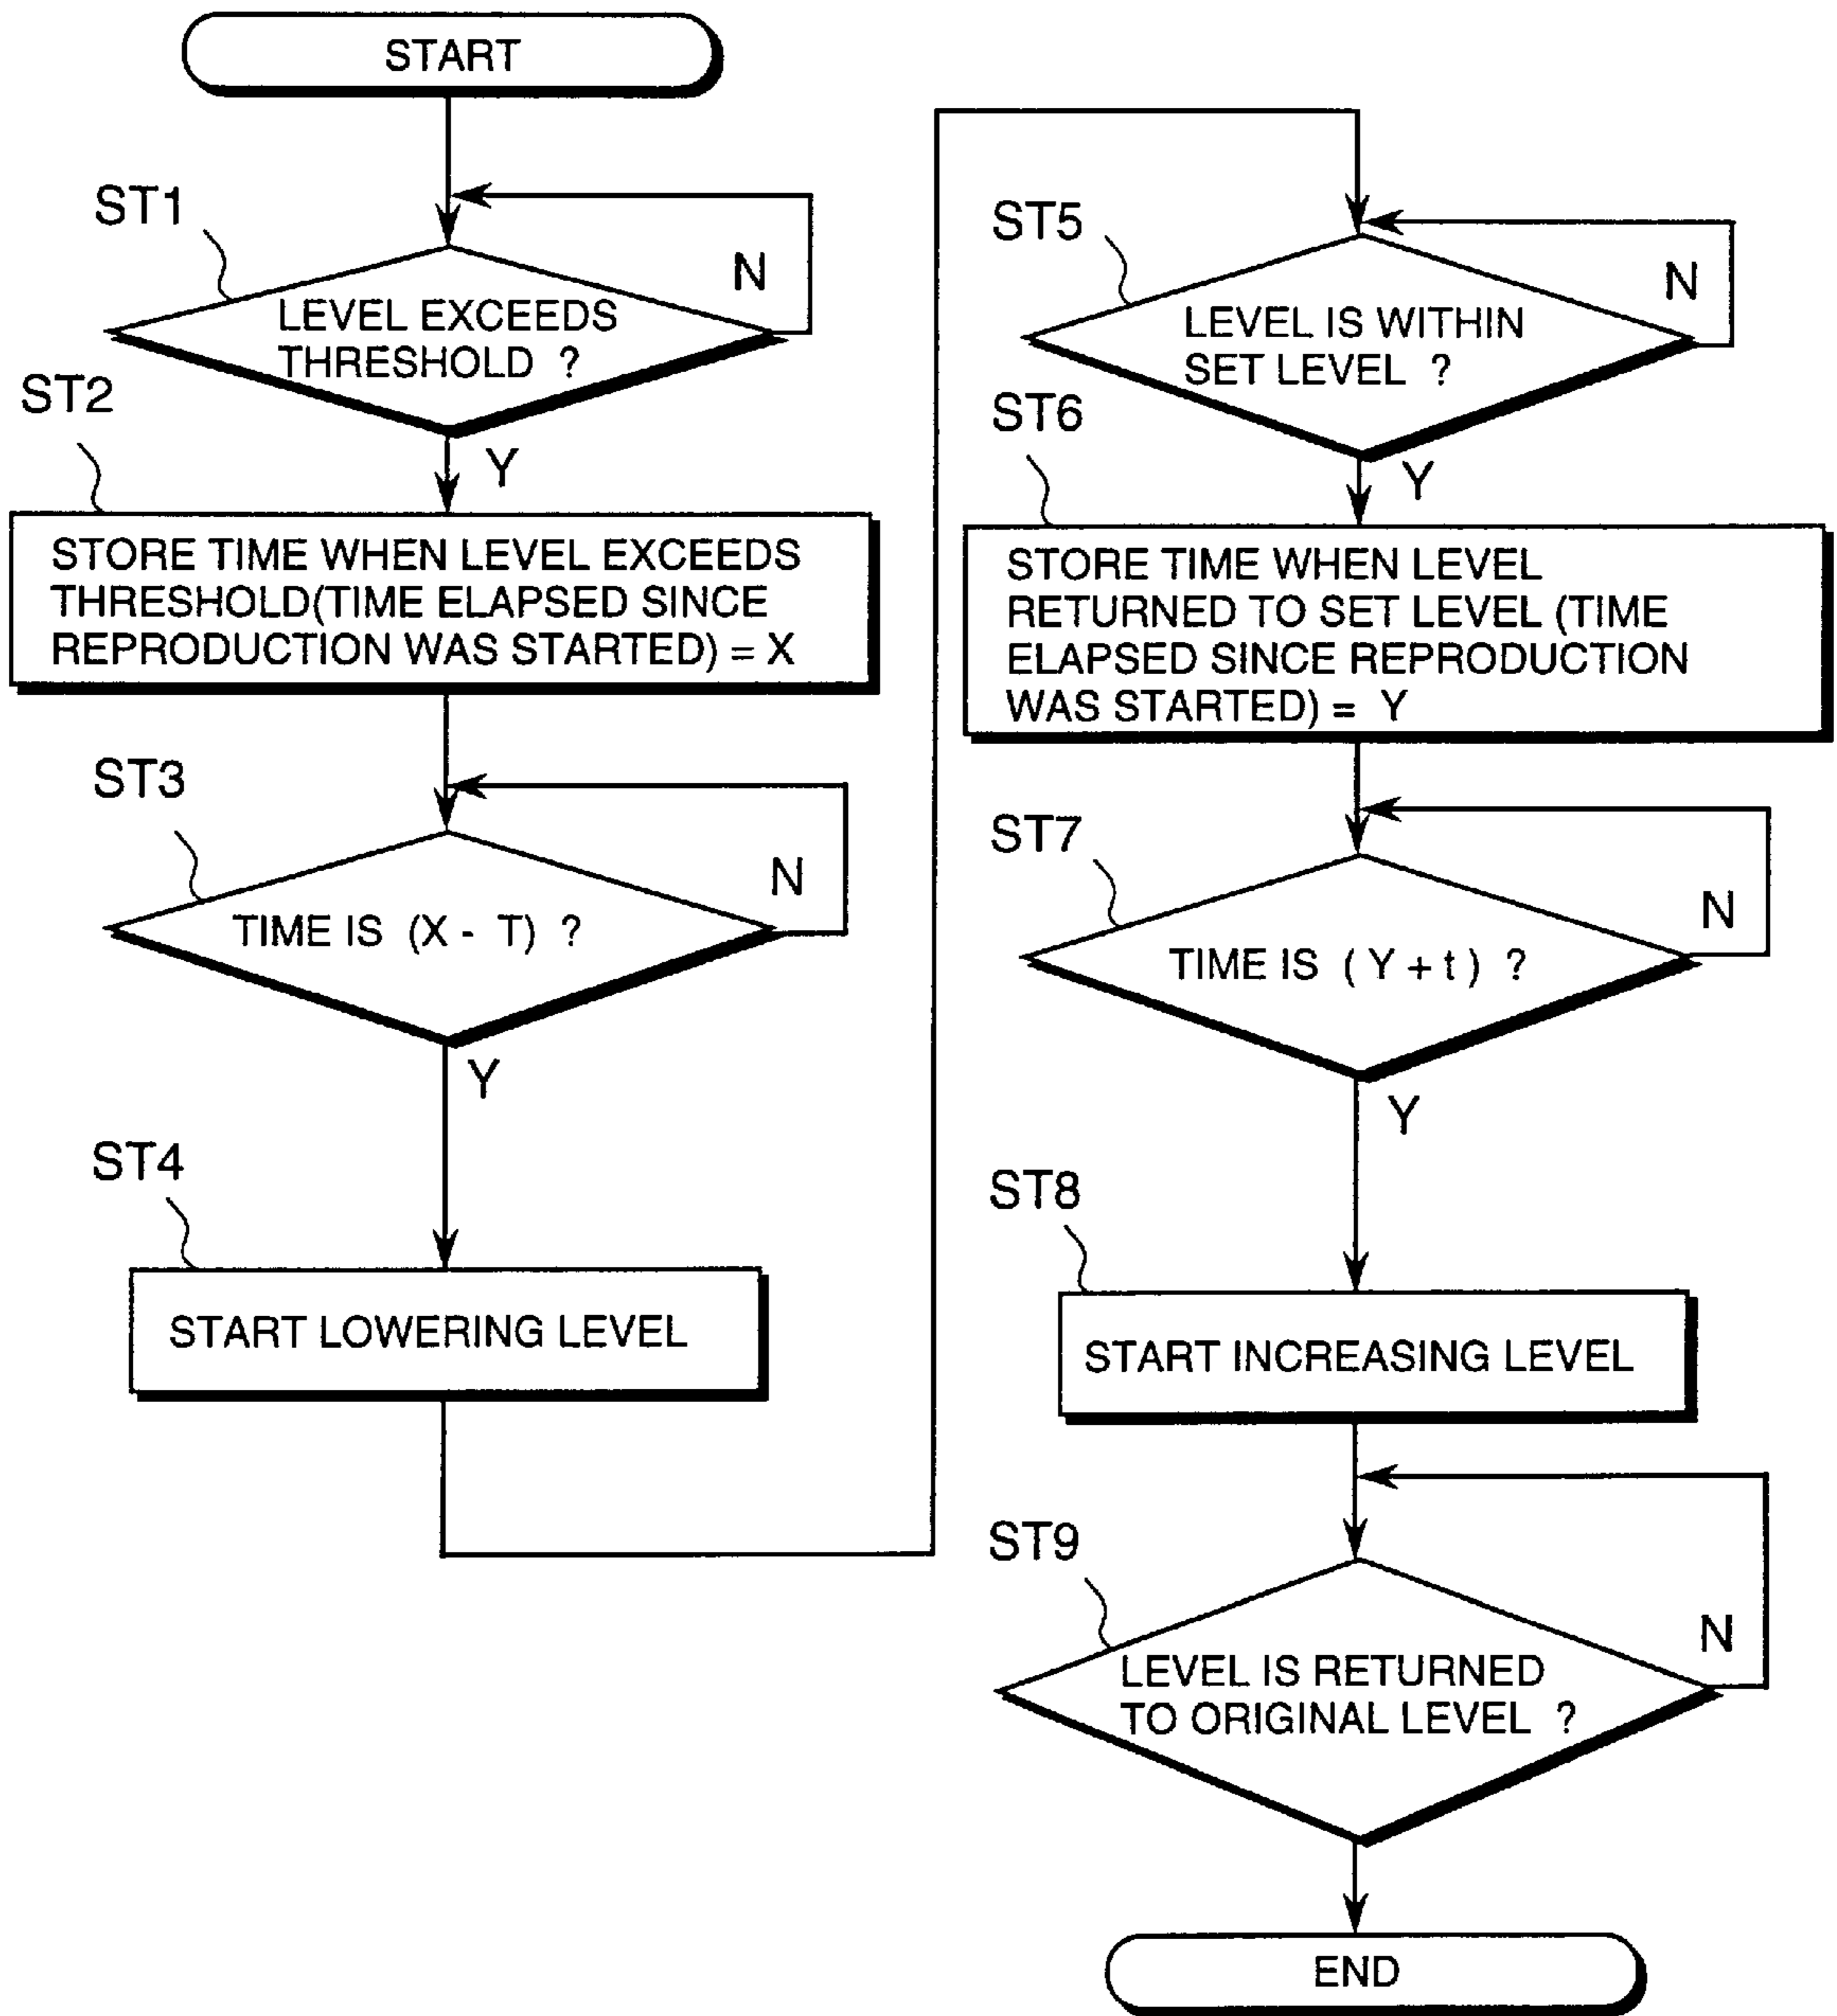 START
ST1
N
LEVEL EXCEEDS
THRESHOLD ?
ST2
Y
STORE TIME WHEN LEVEL EXCEEDS
THRESHOLD(TIME ELAPSED SINCE
REPRODUCTION WAS STARTED) = X
ST3
N
TIME IS (X - T) ?
Y
ST4
START LOWERING LEVEL
ST5
N
LEVEL IS WITHIN
SET LEVEL ?
ST6
Y
STORE TIME WHEN LEVEL
RETURNED TO SET LEVEL (TIME
ELAPSED SINCE REPRODUCTION
WAS STARTED) = Y
ST7
N
TIME IS ( Y + t ) ?
Y
ST8
START INCREASING LEVEL
ST9
N
LEVEL IS RETURNED
TO ORIGINAL LEVEL ?
END